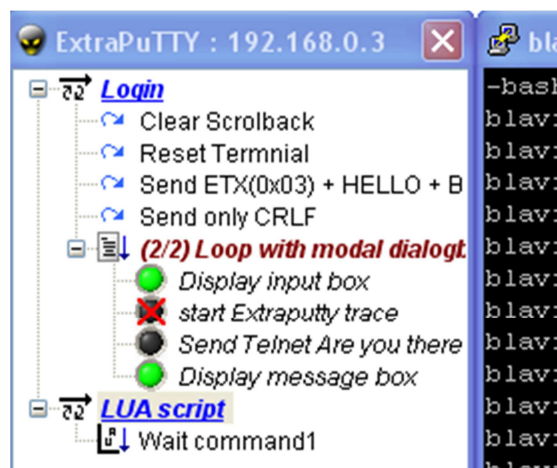 ExtraPuTTY : 192.168.0.3
Login
Clear Scrolback
Reset Termnial
Send ETX(0x03) + HELLO + B
Send only CRLF
(2/2) Loop with modal dialogb
Display input box
start Extraputty trace
Send Telnet Are you there
Display message box
LUA script
Wait command1
bla
-bash
blavi
blavi
blavi
blavi
blavi
blavi
blavi
blavi
blavi
blavi
blavi